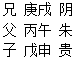 兄 庚戌 阴
父 丙午 朱
子 戊申 贵